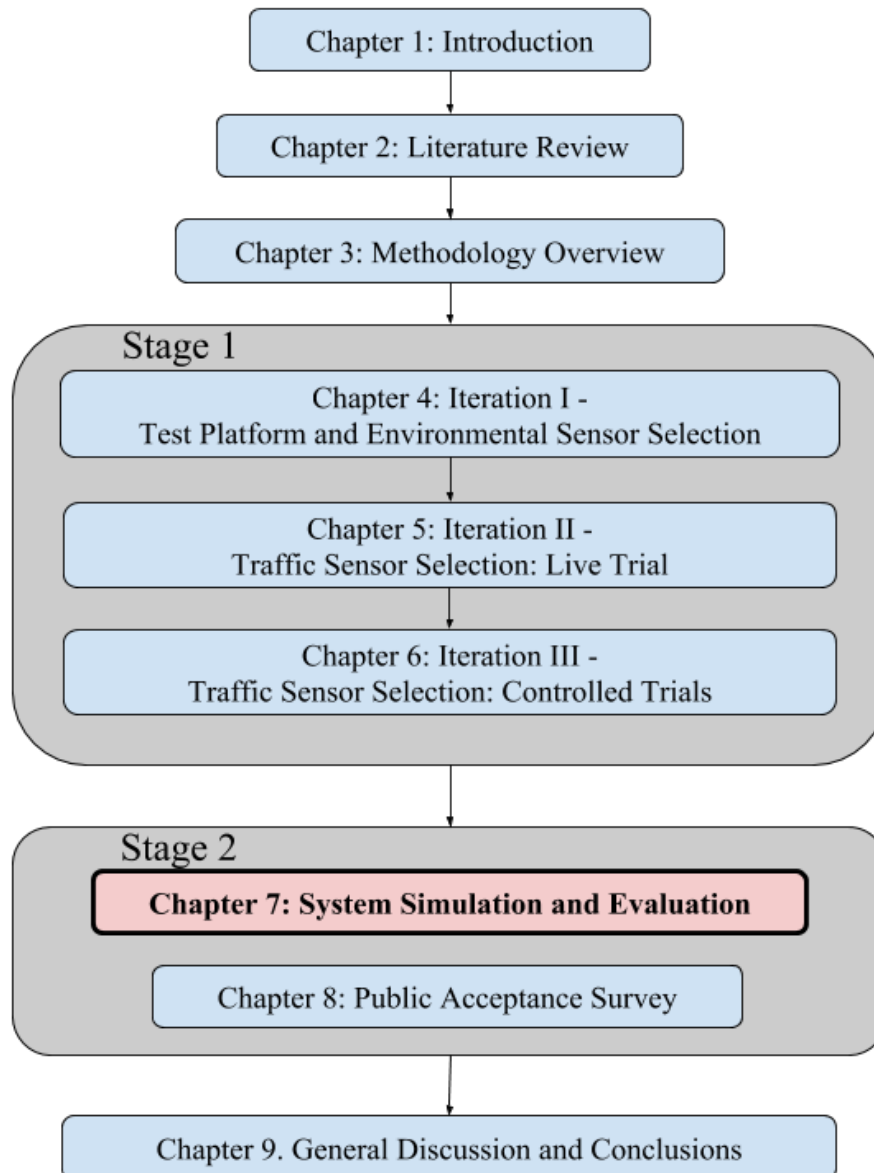 Chapter 1: Introduction
Chapter 2: Literature Review
Chapter 3: Methodology Overview
Stage 1
Chapter 4: Iteration I -
Test Platform and Environmental Sensor Selection
Chapter 5: Iteration II -
Traffic Sensor Selection: Live Trial
Chapter 6: Iteration III -
Traffic Sensor Selection: Controlled Trials
Stage 2
Chapter 7: System Simulation and Evaluation
Chapter 8: Public Acceptance Survey
Chapter 9. General Discussion and Conclusions